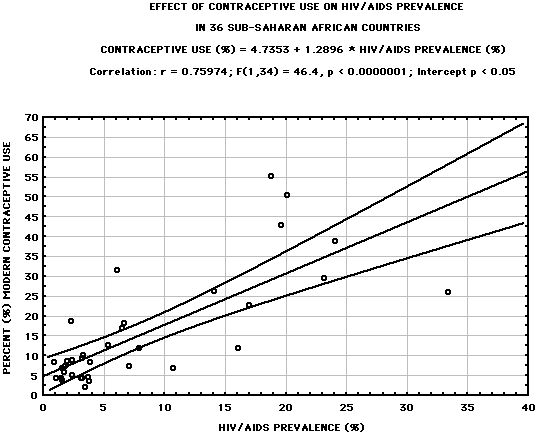 EFFECT OF CONTRACEPTIVE USE ON HIV/AIDS PREVALENCE
IN 36 SUB-SAHARAN AFRICAN COUNTRIES
CONTRACEPTIVE USE (%) = 4.7353 + 1.2896 * HIV/AIDS PREVALENCE (%)
Correlation: r = 0.75974; F(1,34) = 46.4, p < 0.0000001; Intercept p < 0.05
PERCENT (%) MODERN CONTRACEPTIVE USE
70
65
60
55
50
45
40
35
30
25
20
15
10
5
0
0 5 10 15 20 25 30 35 40
HIV/AIDS PREVALENCE (%)